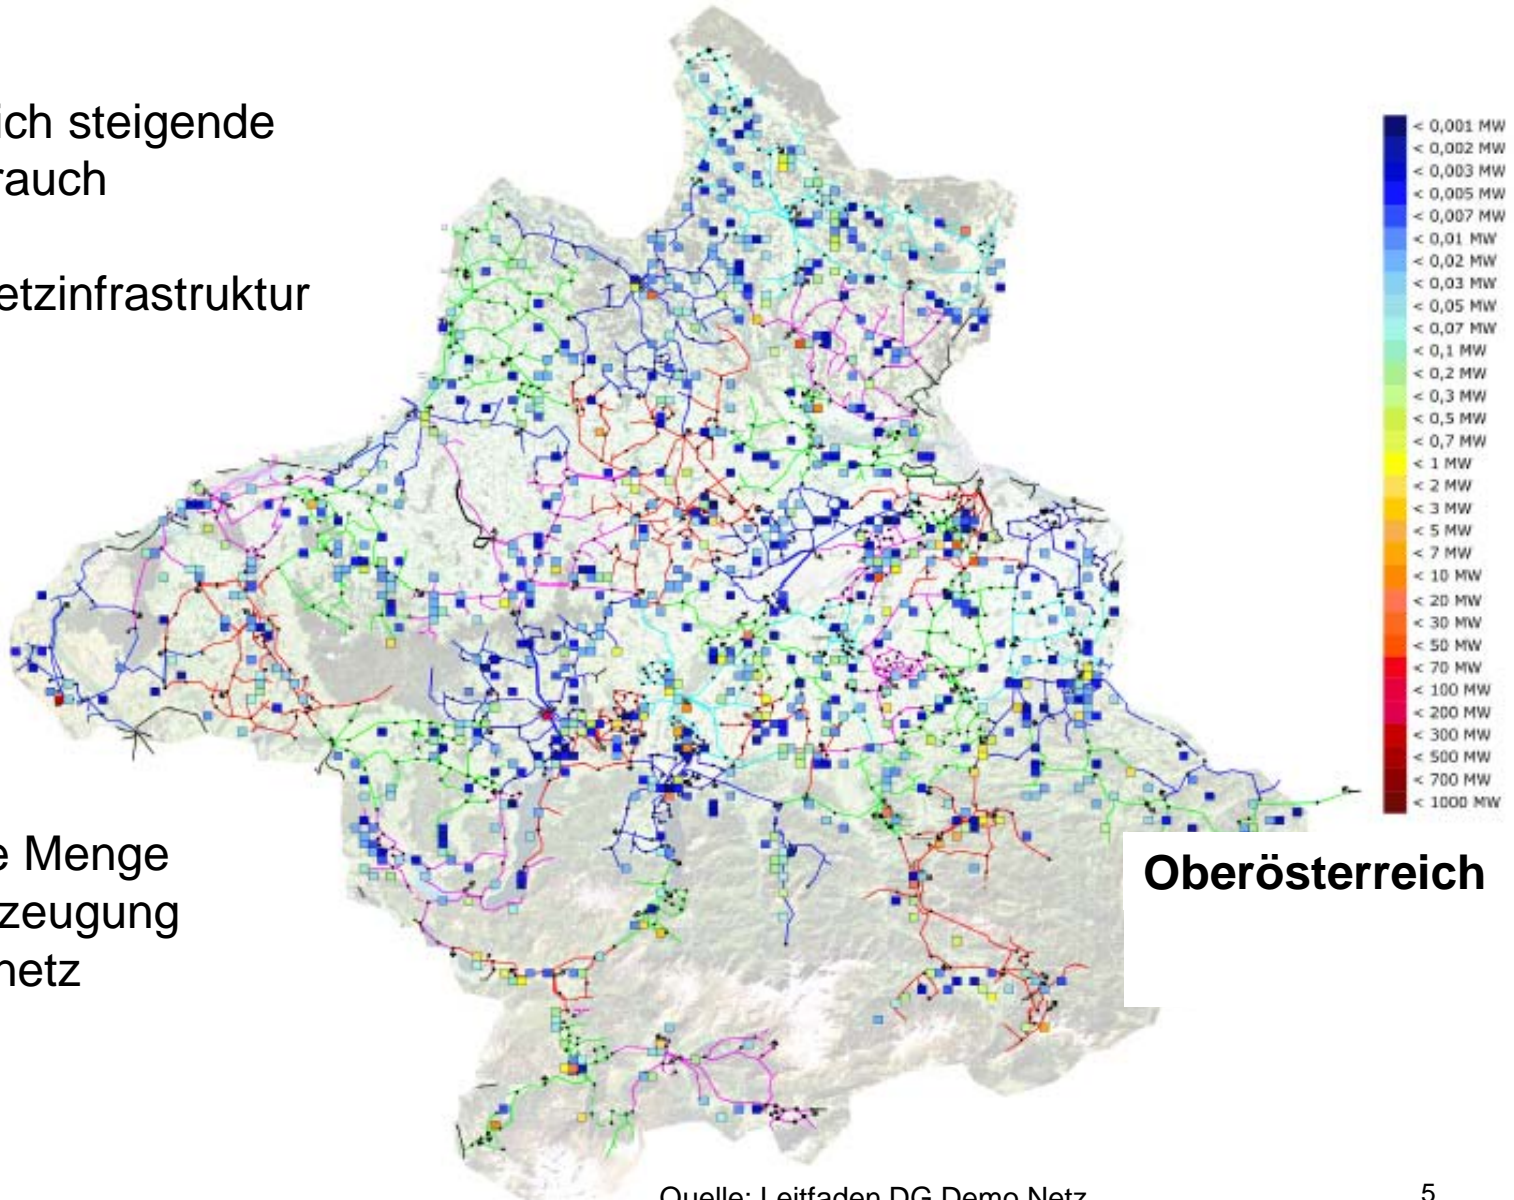 ich steigende
rauch
etzinfrastruktur
e Menge
zeugung
netz
< 0,001 MW
< 0,002 MW
< 0,003 MW
< 0,005 MW
< 0,007 MW
< 0,01 MW
< 0,02 MW
< 0,03 MW
< 0,05 MW
< 0,07 MW
< 0,1 MW
< 0,2 MW
< 0,3 MW
< 0,5 MW
< 0,7 MW
< 1 MW
< 2 MW
< 3 MW
< 5 MW
< 7 MW
< 10 MW
< 20 MW
< 30 MW
< 50 MW
< 70 MW
< 100 MW
< 200 MW
< 300 MW
< 500 MW
< 700 MW
< 1000 MW
Oberösterreich
Quelle: Leitfaden DG Demo Netz
5